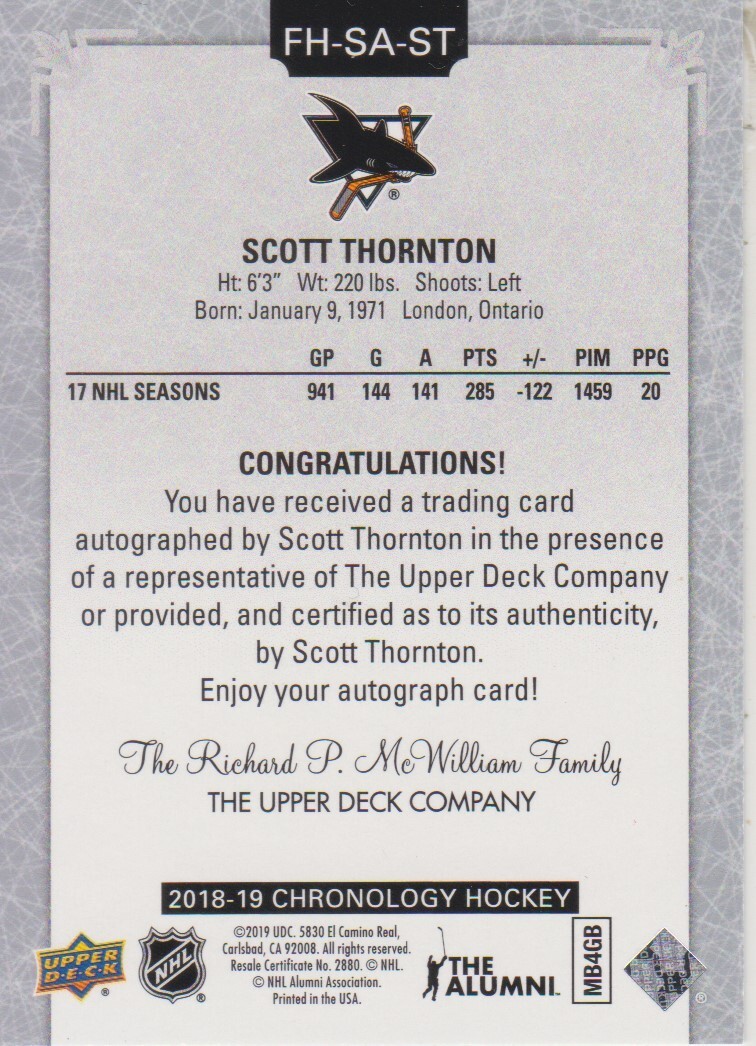 FH-SA-ST
®
SCOTT THORNTON
Ht: 6'3" Wt: 220 lbs. Shoots: Left
Born: January 9, 1971 London, Ontario
GP G A PTS +/- PIM PPG
17 NHL SEASONS 941 144 141 285 -122 1459 20
CONGRATULATIONS!
You have received a trading card
autographed by Scott Thornton in the presence
of a representative of The Upper Deck Company
or provided, and certified as to its authenticity,
by Scott Thornton.
Enjoy your autograph card!
The Richard P. McWilliam Family
THE UPPER DECK COMPANY
2018-19 CHRONOLOGY HOCKEY
UPPER
D·E·C·K
®
NHL
®
©2019 UDC. 5830 El Camino Real,
Carlsbad, CA 92008. All rights reserved.
Resale Certificate No. 2880. © NHL.
© NHL Alumni Association.
Printed in the USA.
THE
ALUMNI™
MB4GB
®